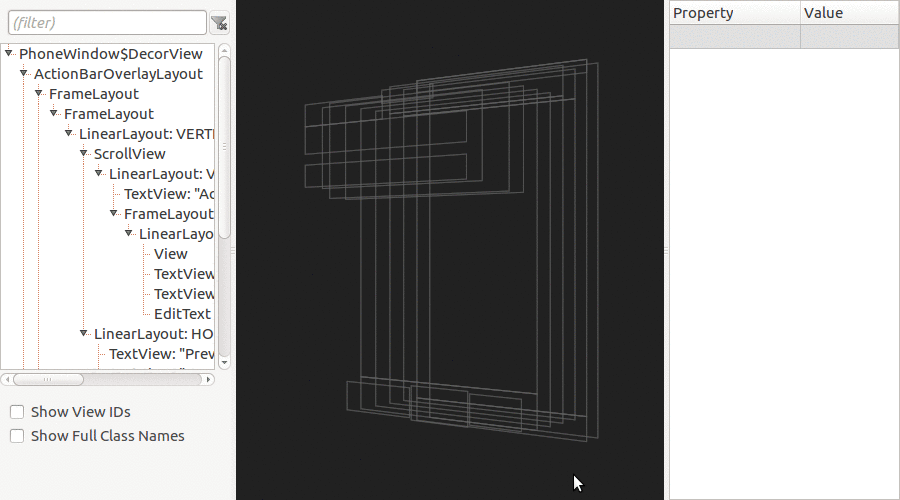 (filter)
PhoneWindow$DecorView
ActionBarOverlayLayout
FrameLayout
FrameLayout
LinearLayout: VERT
ScrollView
LinearLayout: V
TextView: "Ac
FrameLayout
LinearLayo
View
TextView
TextView
EditText
LinearLayout: HO
TextView: "Prev
Show View IDs
Show Full Class Names
Property Value